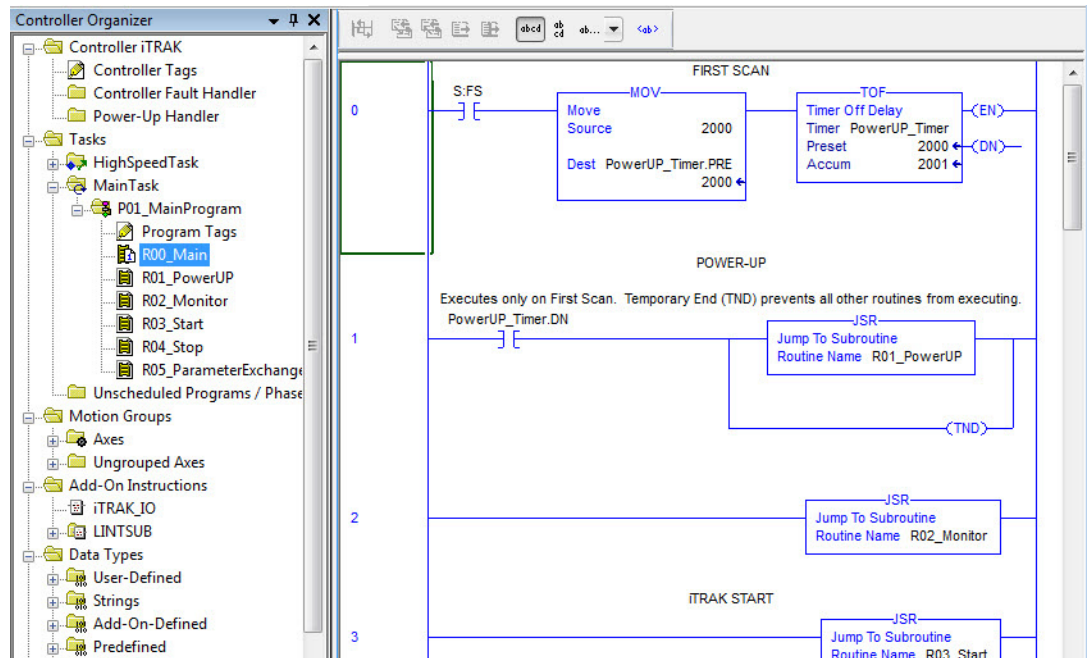 Controller Organizer
Controller iTRAK
Controller Tags
Controller Fault Handler
Power-Up Handler
Tasks
HighSpeedTask
MainTask
P01_MainProgram
Program Tags
R00_Main
R01_PowerUP
R02_Monitor
R03_Start
R04_Stop
R05_ParameterExchange
Unscheduled Programs / Phase
Motion Groups
Axes
Ungrouped Axes
Add-On Instructions
iTRAK_IO
LINTSUB
Data Types
User-Defined
Strings
Add-On-Defined
Predefined
abcd ab cd ab... <ab>
FIRST SCAN
0
S:FS
MOV
Move
Source 2000
Dest PowerUP_Timer.PRE
2000
TOF
Timer Off Delay
Timer PowerUP_Timer
Preset 2000
Accum 2001
(EN)
(DN)
POWER-UP
Executes only on First Scan. Temporary End (TND) prevents all other routines from executing.
PowerUP_Timer.DN
1
JSR
Jump To Subroutine
Routine Name R01_PowerUP
(TND)
2
JSR
Jump To Subroutine
Routine Name R02_Monitor
iTRAK START
3
JSR
Jump To Subroutine
Routine Name R03_Start